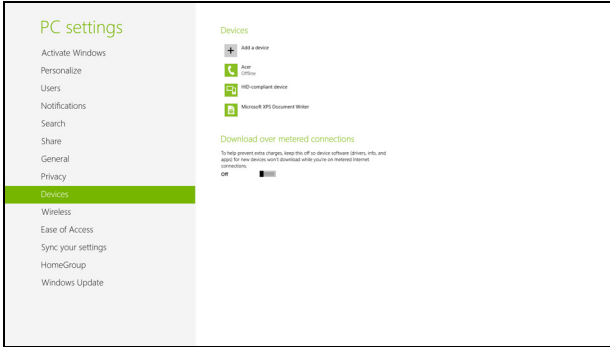 PC settings
Activate Windows
Personalize
Users
Notifications
Search
Share
General
Privacy
Devices
Wireless
Ease of Access
Sync your settings
HomeGroup
Windows Update
Devices
Add a device
Acer
Offline
HID-compliant device
Microsoft XPS Document Writer
Download over metered connections
To help prevent extra charges, keep this off so device software (drivers, info, and
apps) for new devices won't download while you're on metered Internet
connections.
Off